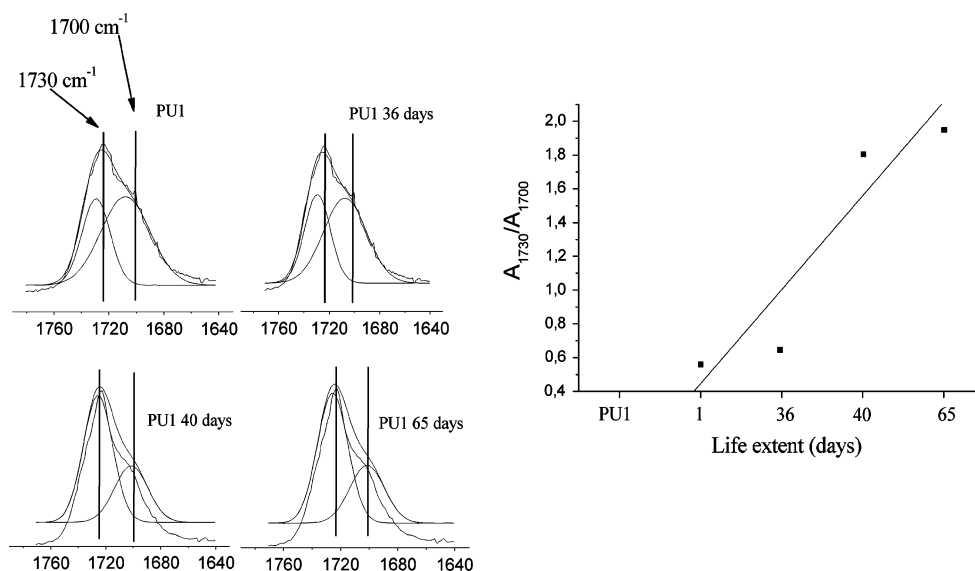 1700 cm⁻¹
1730 cm⁻¹
PU1
1760 1720 1680 1640
PU1 36 days
1760 1720 1680 1640
PU1 40 days
1760 1720 1680 1640
PU1 65 days
1760 1720 1680 1640
A₁₇₃₀/A₁₇₀₀
2,0
1,8
1,6
1,4
1,2
1,0
0,8
0,6
0,4
PU1 1 36 40 65
Life extent (days)